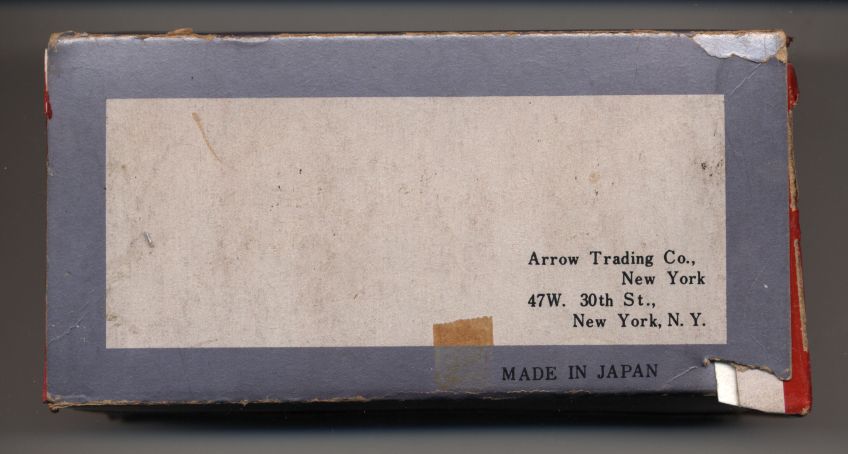 Arrow Trading Co.,
New York
47W. 30th St.,
New York, N. Y.
MADE IN JAPAN